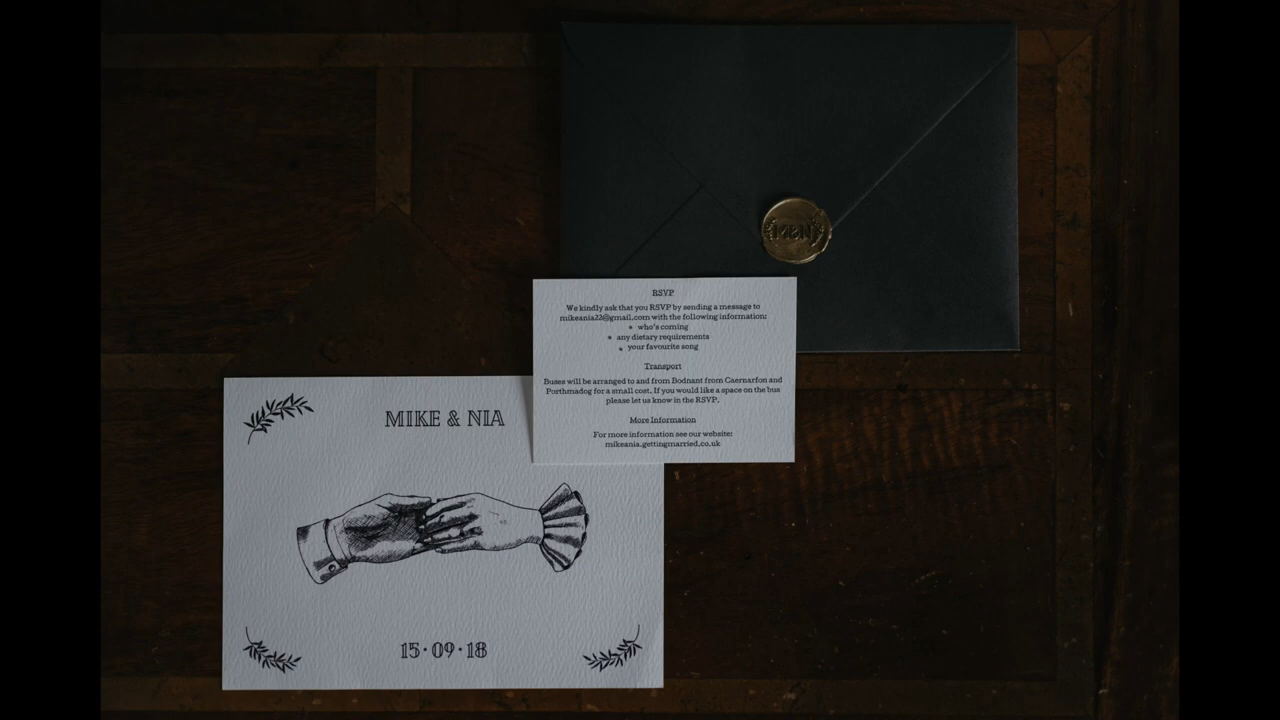 RSVP
We kindly ask that you RSVP by sending a message to
mikeania22@gmail.com with the following information:
• who's coming
• any dietary requirements
• your favourite song
Transport
Buses will be arranged to and from Bodnant from Caernarfon and
Porthmadog for a small cost. If you would like a space on the bus
please let us know in the RSVP.
More Information
For more information see our website:
mikeania.gettingmarried.co.uk
MIKE & NIA
15·09·18